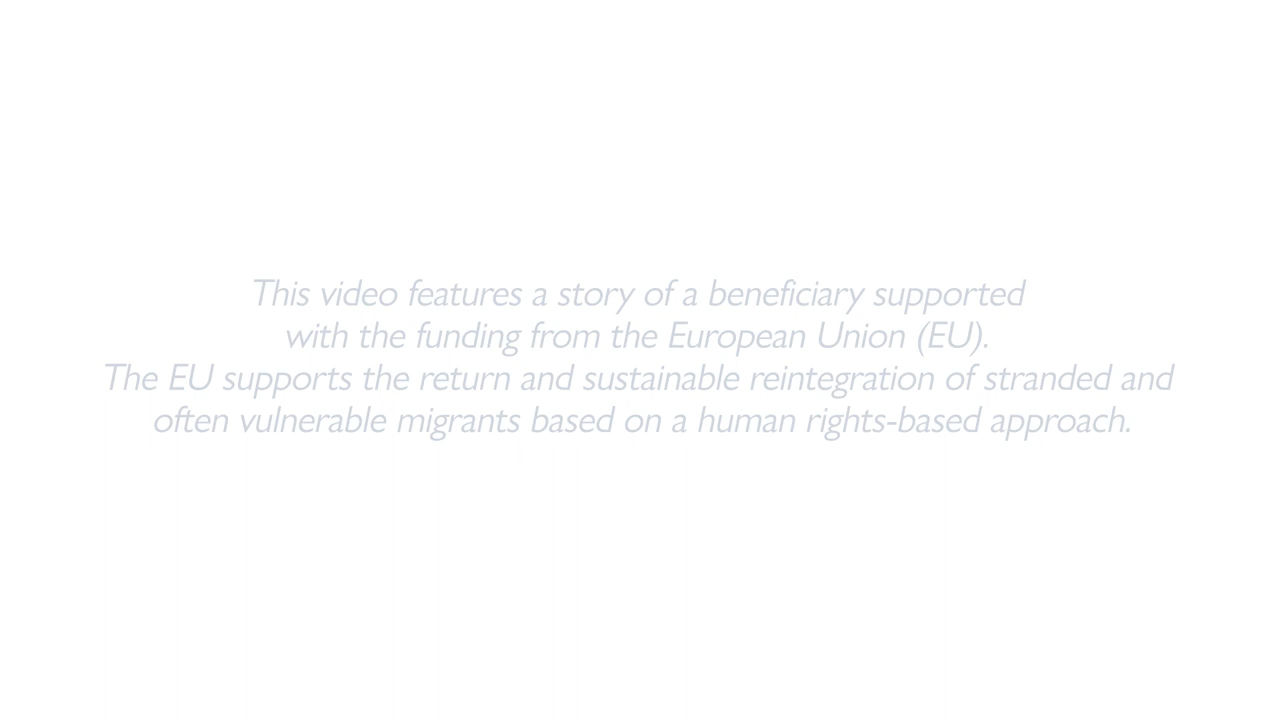 This video features a story of a beneficiary supported
with the funding from the European Union (EU).
The EU supports the return and sustainable reintegration of stranded and
often vulnerable migrants based on a human rights-based approach.